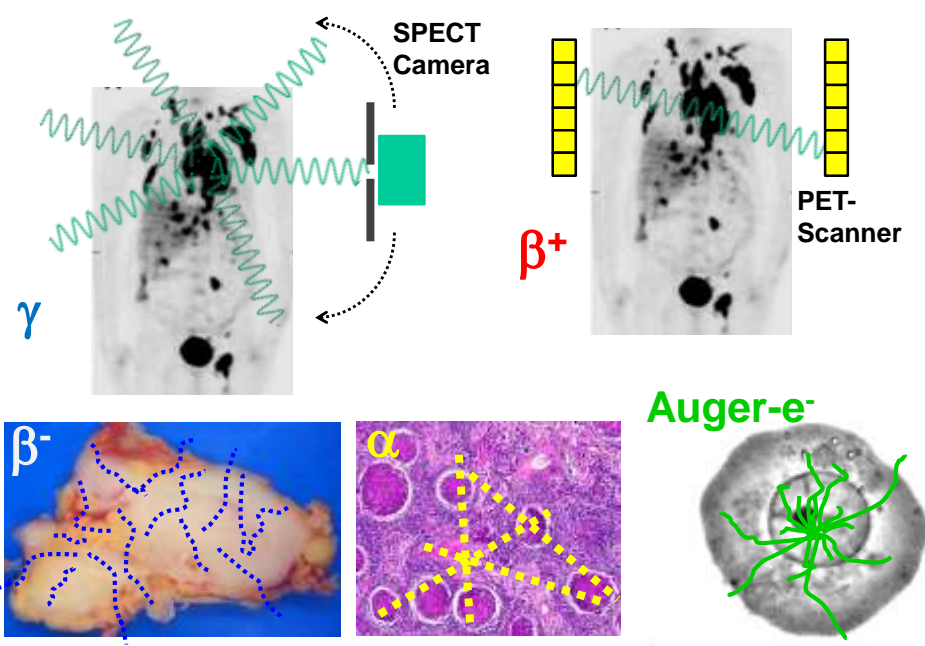 SPECT
Camera
γ
β+
PET-
Scanner
β-
α
Auger-e-